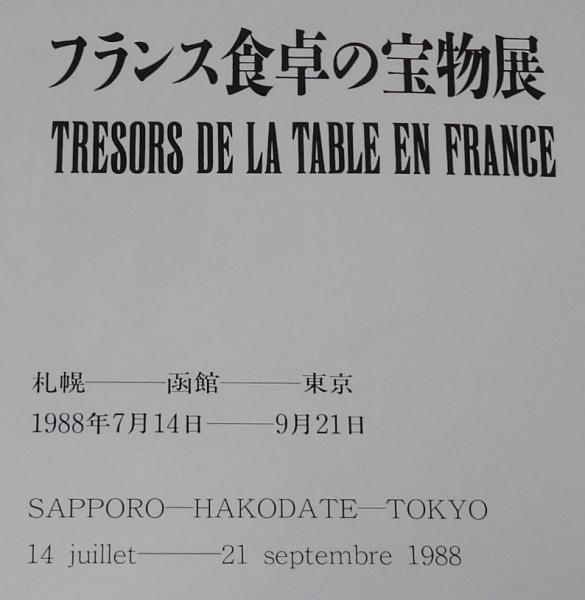 フランス食卓の宝物展
TRESORS DE LA TABLE EN FRANCE
札幌———函館———東京
1988年7月14日——9月21日
SAPPORO—HAKODATE—TOKYO
14 juillet———21 septembre 1988